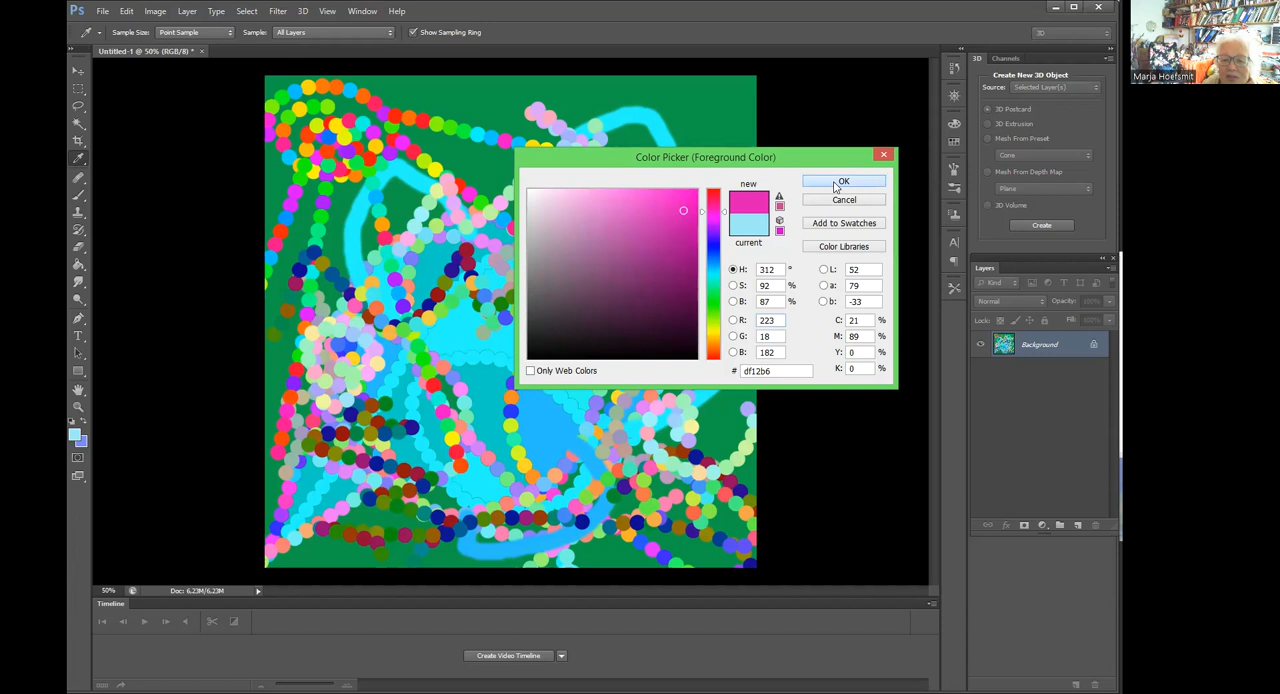 Ps File Edit Image Layer Type Select Filter 3D View Window Help
Sample Size: Point Sample Sample: All Layers Show Sampling Ring 3D
Untitled-1 @ 50% (RGB/8) * ×
Color Picker (Foreground Color)
new
current
OK
Cancel
Add to Swatches
Color Libraries
H: 312 ° L: 52
S: 92 % a: 79
B: 87 % b: -33
R: 223 C: 21 %
G: 18 M: 89 %
B: 182 Y: 0 %
# df12b6 K: 0 %
Only Web Colors
3D Channels
Create New 3D Object
Source: Selected Layer(s)
3D Postcard
3D Extrusion
Mesh From Preset
Cone
Mesh From Depth Map
Plane
3D Volume
Create
Layers
Kind
Normal Opacity:
Lock: Fill:
Background
50% Doc: 6.23M/6.23M
Timeline
Create Video Timeline
Marja Hoefsmit